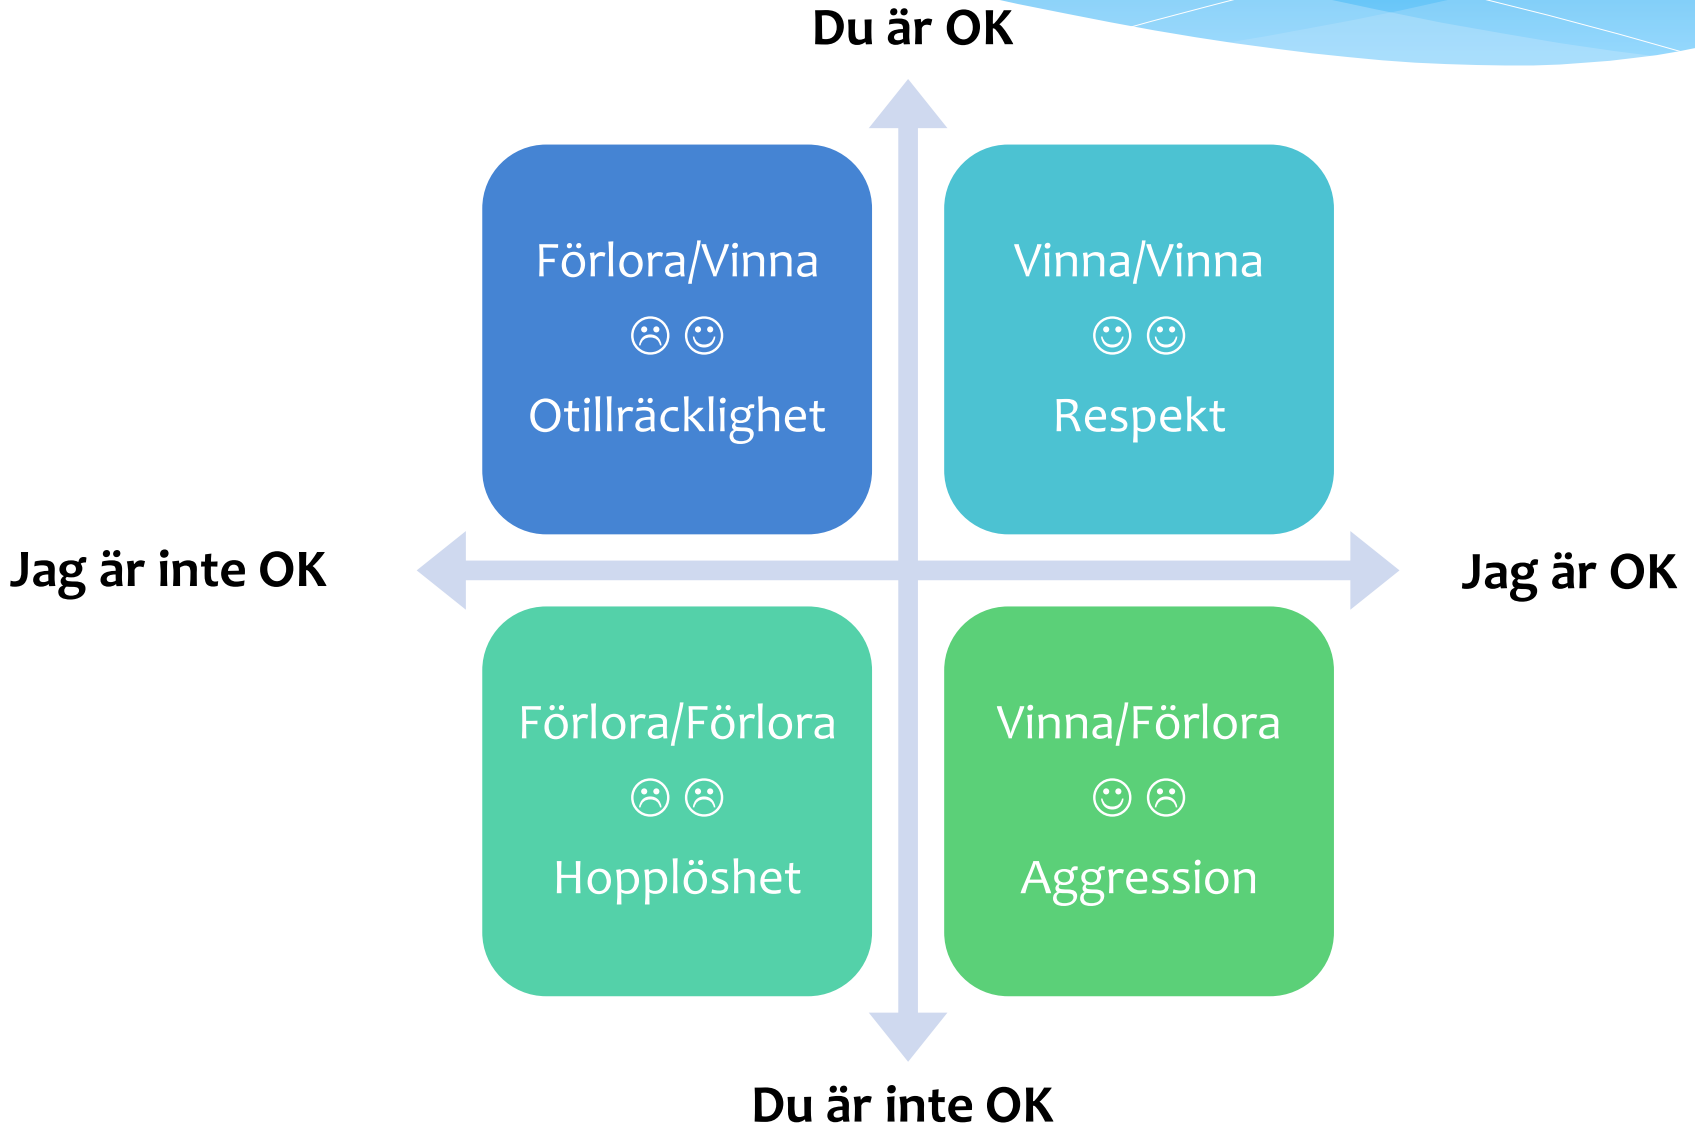 Du är OK
Förlora/Vinna
☹ ☺
Otillräcklighet
Vinna/Vinna
☺ ☺
Respekt
Jag är inte OK
Jag är OK
Förlora/Förlora
☹ ☹
Hopplöshet
Vinna/Förlora
☺ ☹
Aggression
Du är inte OK